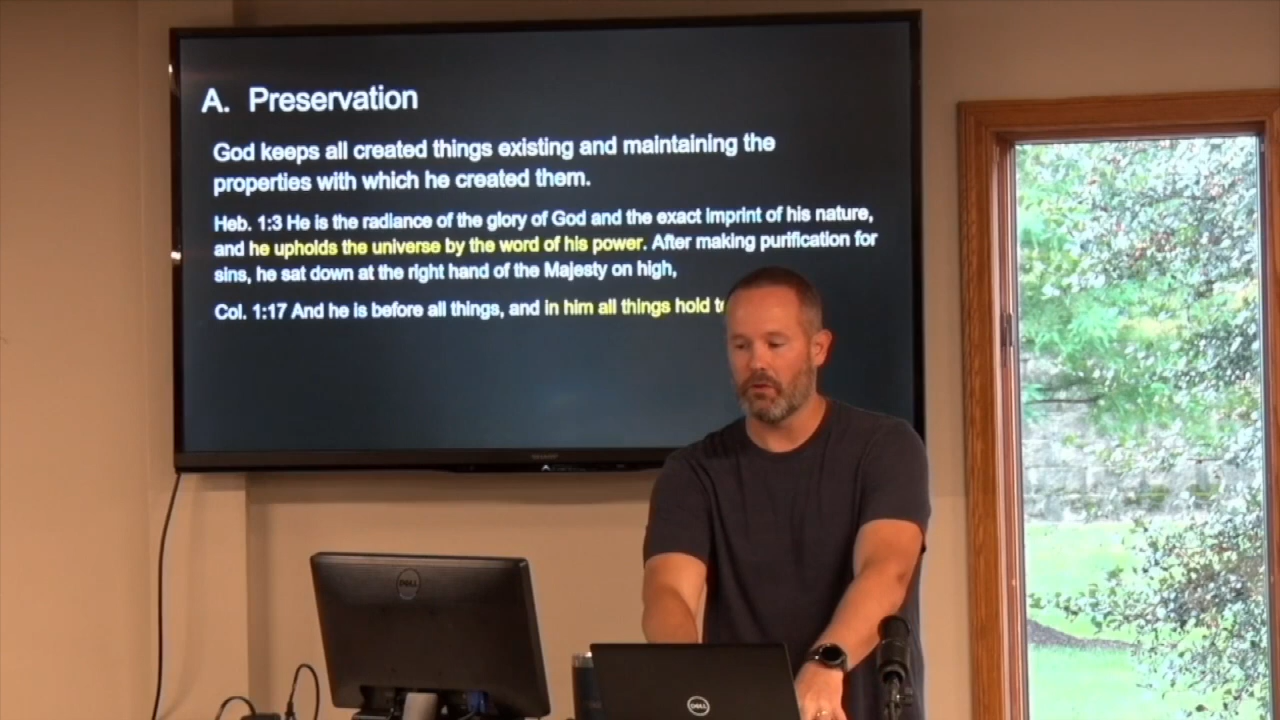 A. Preservation
God keeps all created things existing and maintaining the
properties with which he created them.
Heb. 1:3 He is the radiance of the glory of God and the exact imprint of his nature,
and he upholds the universe by the word of his power. After making purification for
sins, he sat down at the right hand of the Majesty on high,
Col. 1:17 And he is before all things, and in him all things hold
SHARP
DELL
DELL